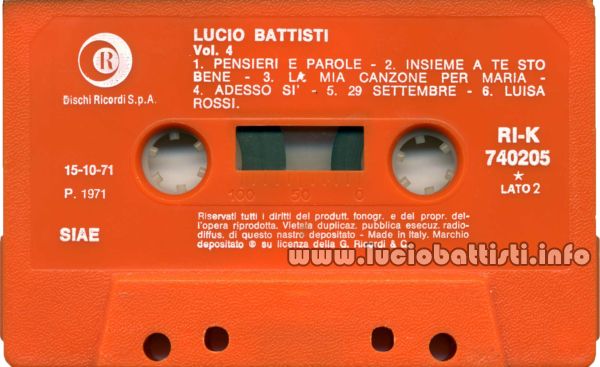 LUCIO BATTISTI
Vol. 4
1. PENSIERI E PAROLE - 2. INSIEME A TE STO
BENE - 3. LA MIA CANZONE PER MARIA -
4. ADESSO SI' - 5. 29 SETTEMBRE - 6. LUISA
ROSSI.
R
Dischi Ricordi S.p.A.
15-10-71
P. 1971
SIAE
RI-K
740205
★
LATO 2
100 50 0
Riservati tutti i diritti del produtt. fonogr. e del propr. del-
l'opera riprodotta. Vietata duplicaz. pubblica esecuz. radio-
diffus. di questo nastro depositato - Made in Italy. Marchio
depositato ® su licenza della G. Ricordi & C.
www.luciobattisti.info